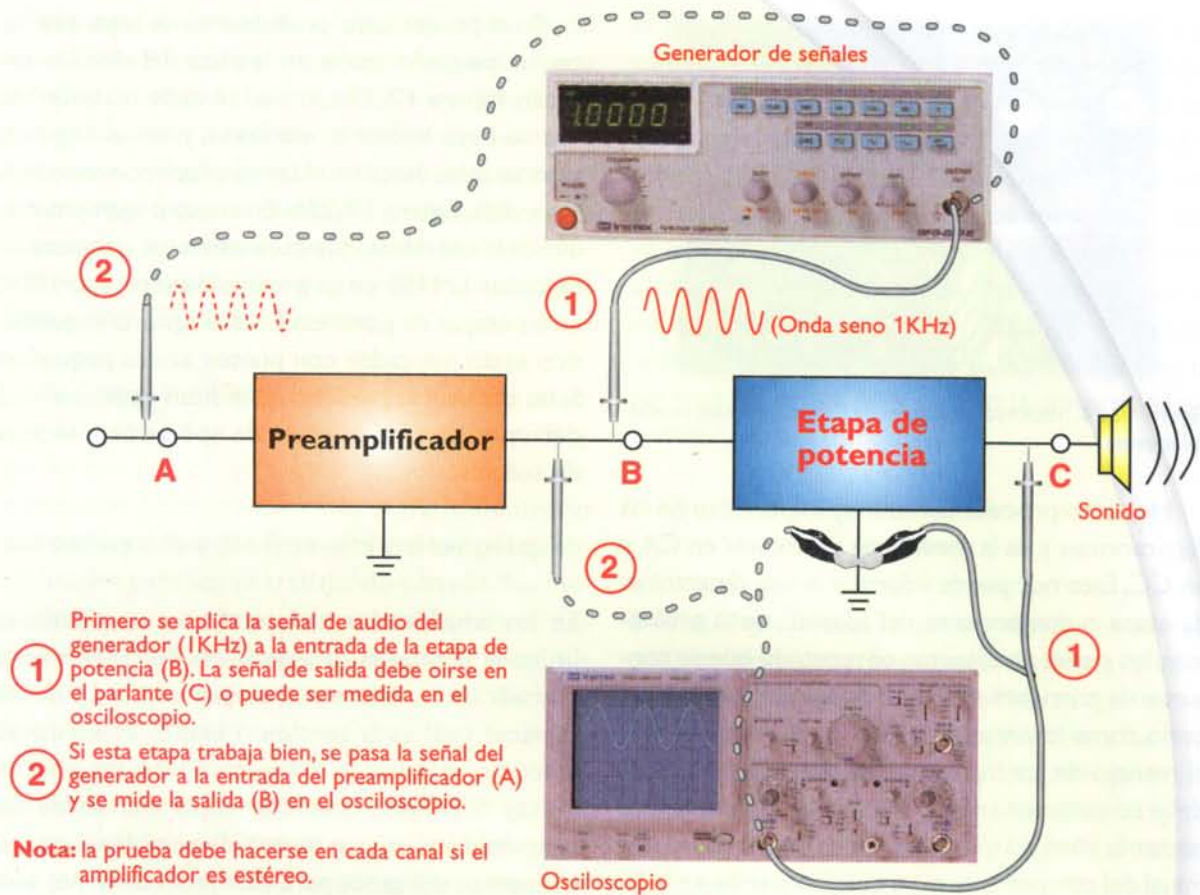 Generador de señales
1.0000
2
1
(Onda seno 1KHz)
Preamplificador
Etapa de
potencia
A
B
C
Sonido
2
1
1
Primero se aplica la señal de audio del
generador (1KHz) a la entrada de la etapa de
potencia (B). La señal de salida debe oirse en
el parlante (C) o puede ser medida en el
osciloscopio.
2
Si esta etapa trabaja bien, se pasa la señal del
generador a la entrada del preamplificador (A)
y se mide la salida (B) en el osciloscopio.
Nota: la prueba debe hacerse en cada canal si el
amplificador es estéreo.
Osciloscopio